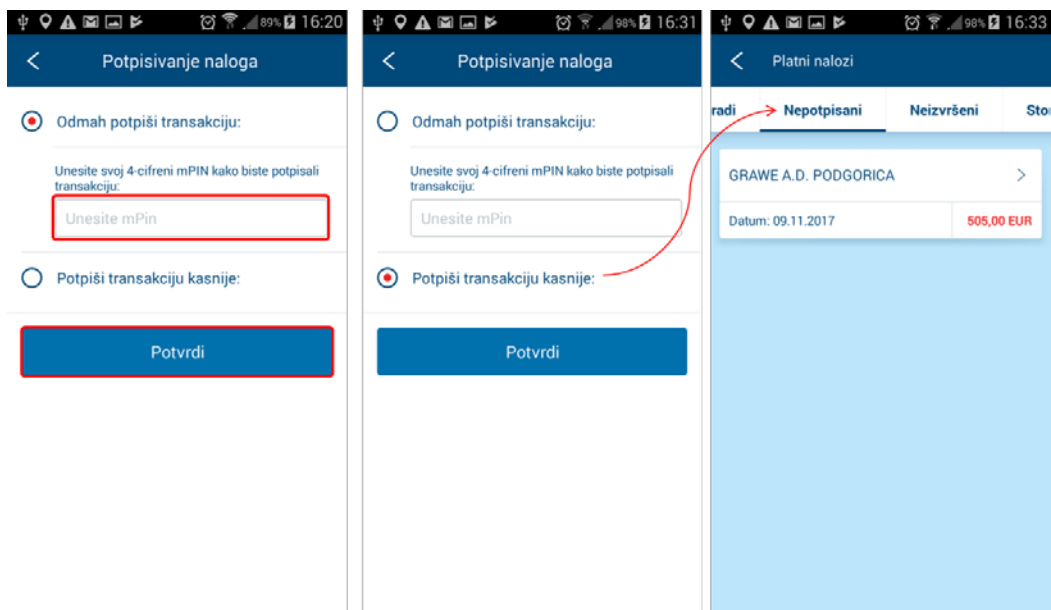 89% 16:20
Potpisivanje naloga
Odmah potpiši transakciju:
Unesite svoj 4-cifreni mPIN kako biste potpisali
transakciju:
Unesite mPin
Potpiši transakciju kasnije:
Potvrdi
98% 16:31
Potpisivanje naloga
Odmah potpiši transakciju:
Unesite svoj 4-cifreni mPIN kako biste potpisali
transakciju:
Unesite mPin
Potpiši transakciju kasnije:
Potvrdi
98% 16:33
Platni nalozi
radi Nepotpisani Neizvršeni Sto
GRAWE A.D. PODGORICA
Datum: 09.11.2017 505,00 EUR